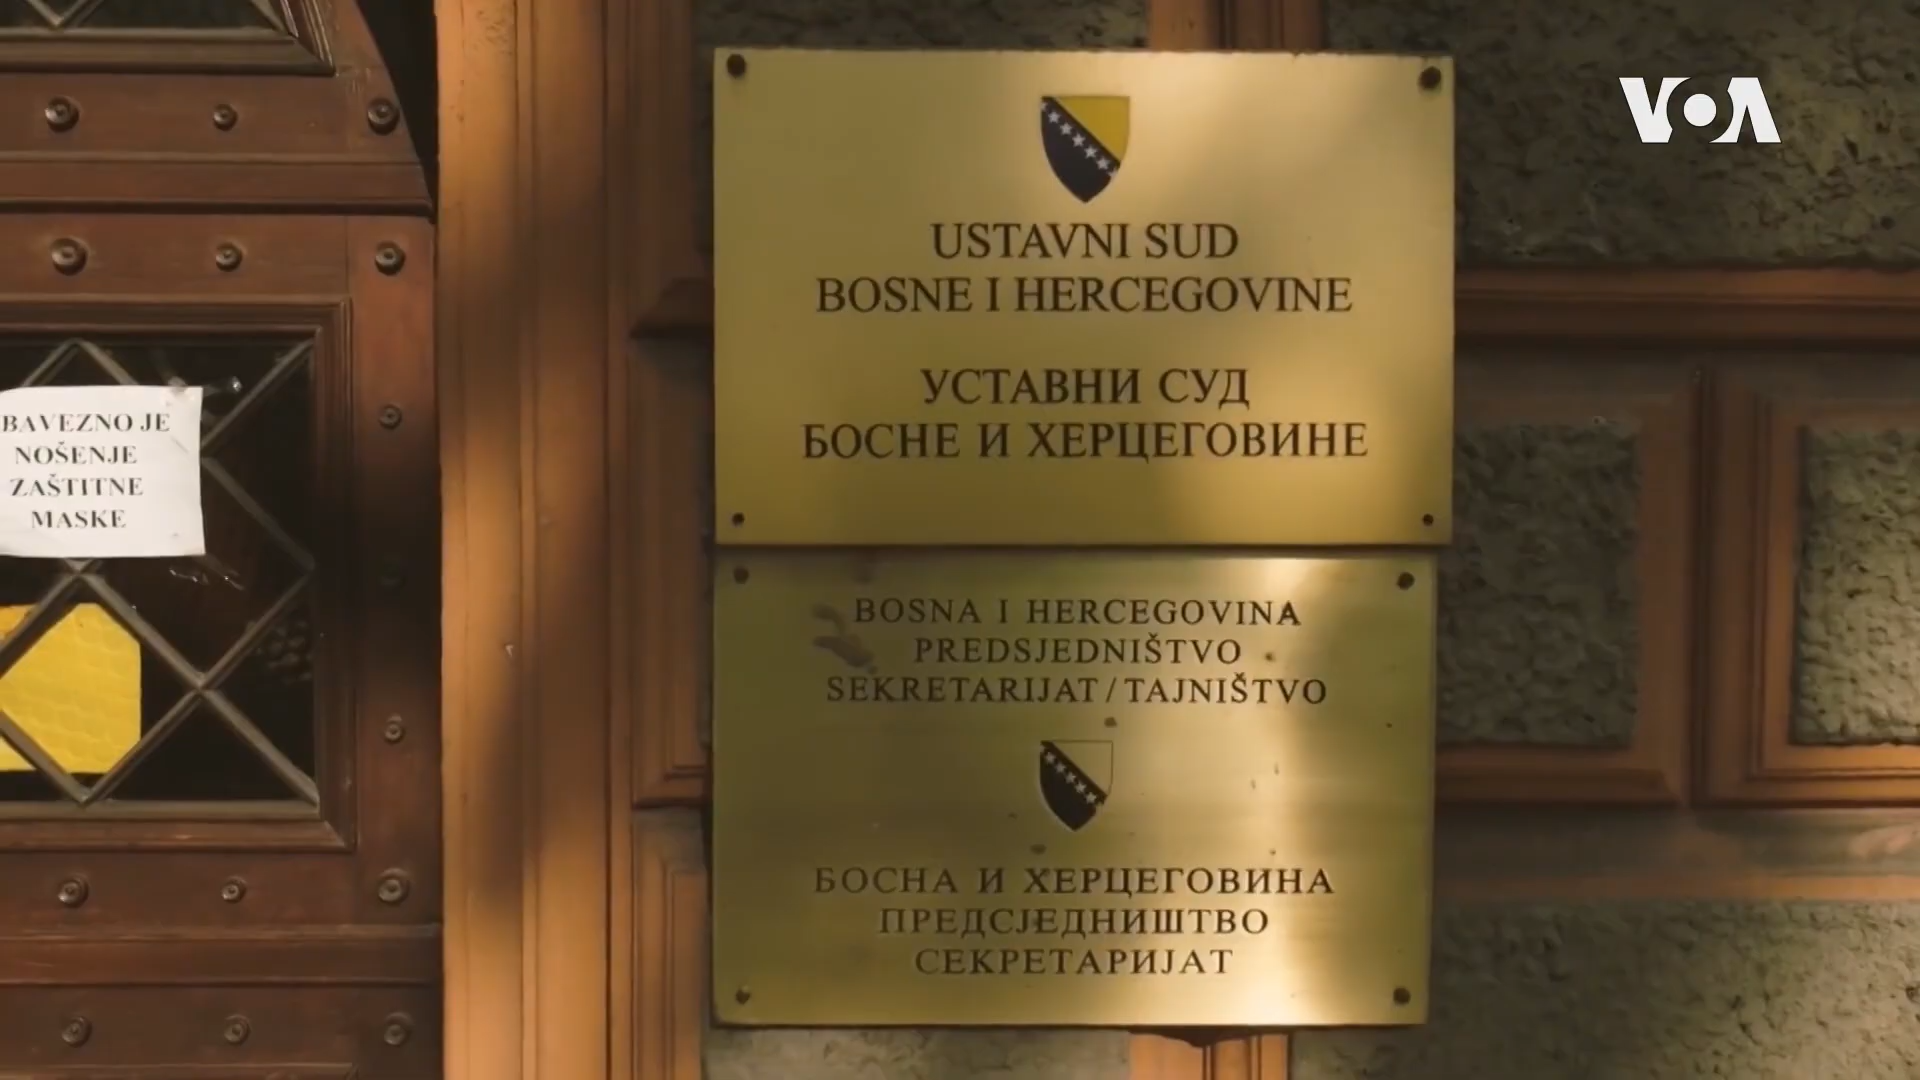 VOA
USTAVNI SUD
BOSNE I HERCEGOVINE
УСТАВНИ СУД
БОСНЕ И ХЕРЦЕГОВИНЕ
BAVEZNO JE
NOŠENJE
ZAŠTITNE
MASKE
BOSNA I HERCEGOVINA
PREDSJEDNIŠTVO
SEKRETARIJAT / TAJNIŠTVO
БОСНА И ХЕРЦЕГОВИНА
ПРЕДСЈЕДНИШТВО
СЕКРЕТАРИЈАТ